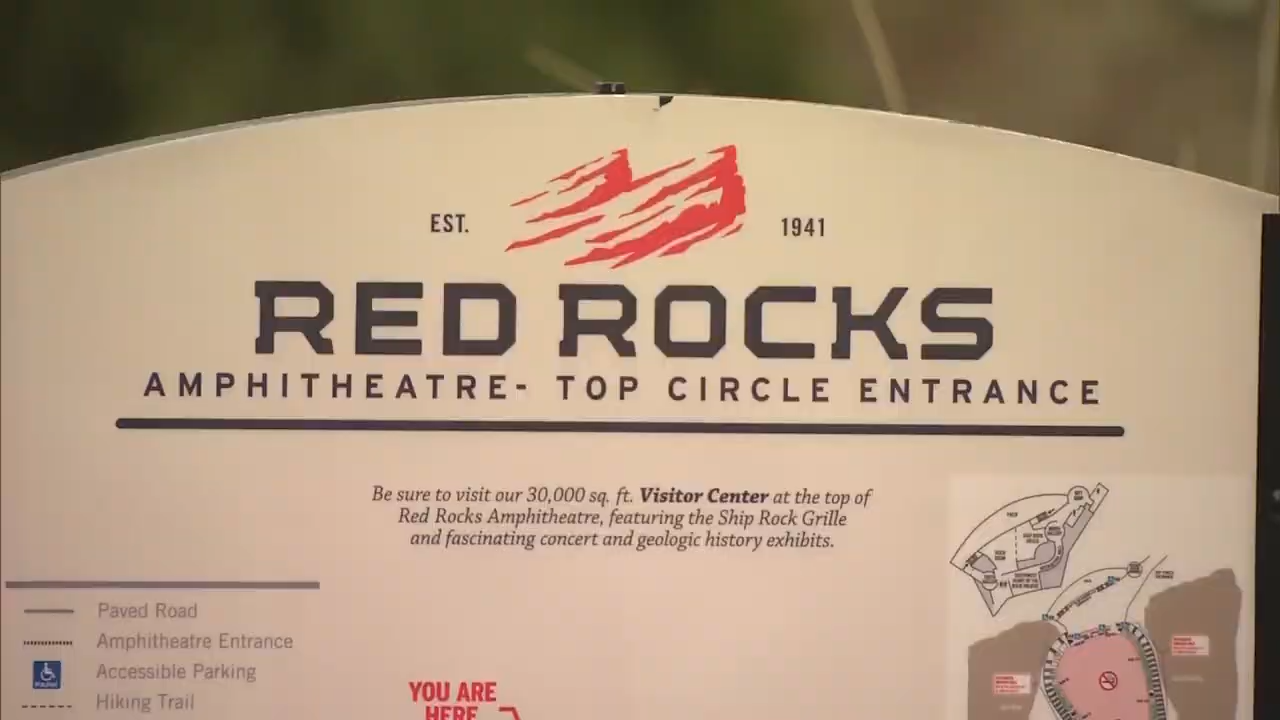 EST.
1941
RED ROCKS
AMPHITHEATRE- TOP CIRCLE ENTRANCE
Be sure to visit our 30,000 sq. ft. Visitor Center at the top of
Red Rocks Amphitheatre, featuring the Ship Rock Grille
and fascinating concert and geologic history exhibits.
Paved Road
Amphitheatre Entrance
Accessible Parking
Hiking Trail
YOU ARE
HERE